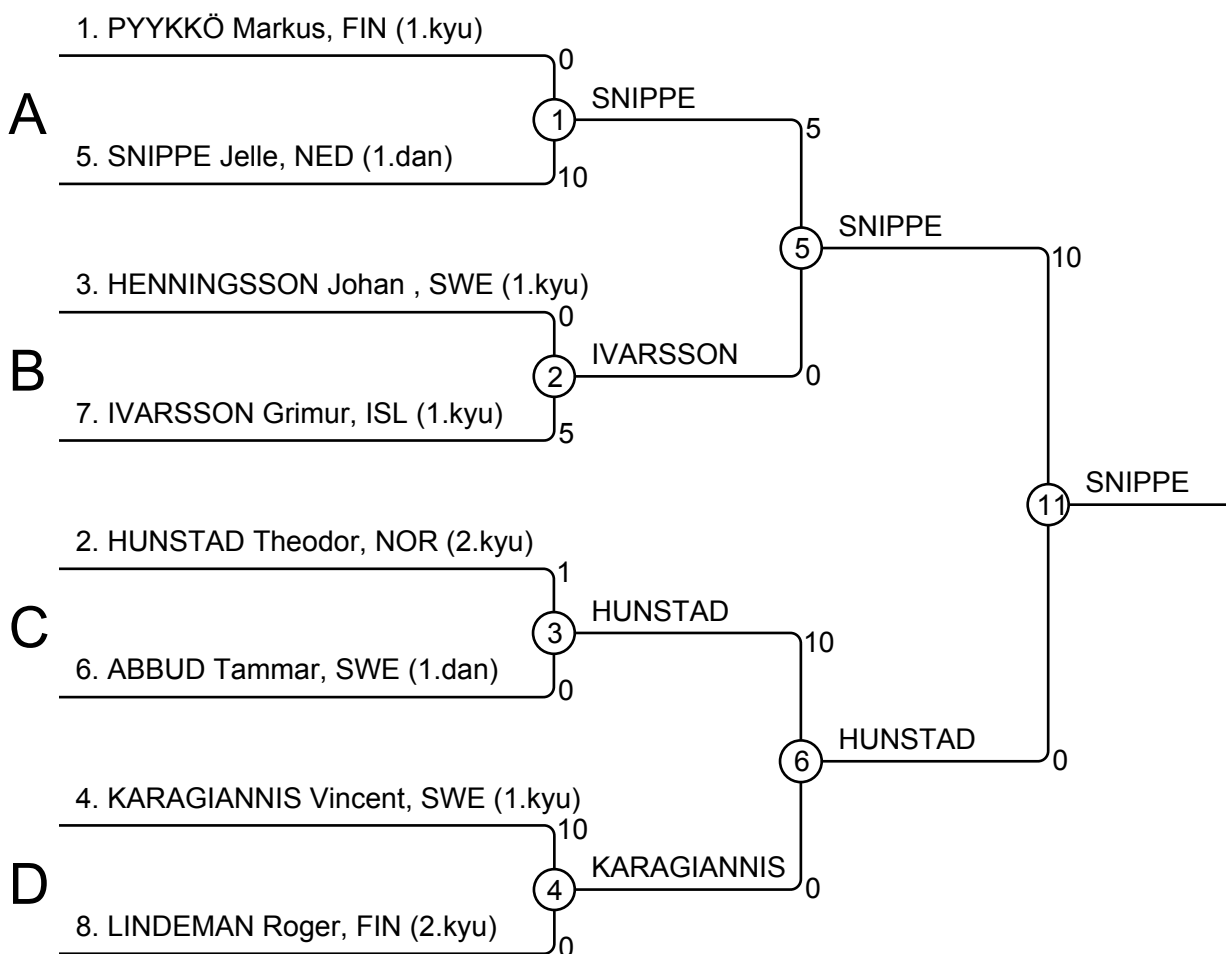 1. PYYKKÖ Markus, FIN (1.kyu)
0
A
1
SNIPPE
5
5. SNIPPE Jelle, NED (1.dan)
10
5
SNIPPE
10
3. HENNINGSSON Johan , SWE (1.kyu)
0
B
2
IVARSSON
0
7. IVARSSON Grimur, ISL (1.kyu)
5
11
SNIPPE
2. HUNSTAD Theodor, NOR (2.kyu)
1
C
3
HUNSTAD
10
6. ABBUD Tammar, SWE (1.dan)
0
6
HUNSTAD
0
4. KARAGIANNIS Vincent, SWE (1.kyu)
10
D
4
KARAGIANNIS
0
8. LINDEMAN Roger, FIN (2.kyu)
0